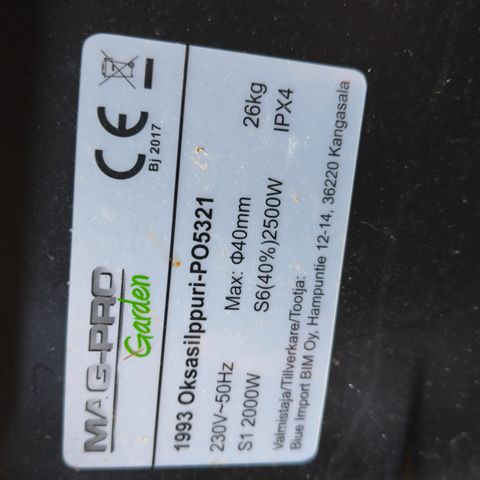 MAG-PRO
Garden
Bj 2017
1993 Oksasilppuri-PO5321
230V~50Hz Max: Φ40mm 26kg
S1 2000W S6(40%)2500W IPX4
Valmistaja/Tillverkare/Tootja:
Blue Import BIM Oy, Hampuntie 12-14, 36220 Kangasala